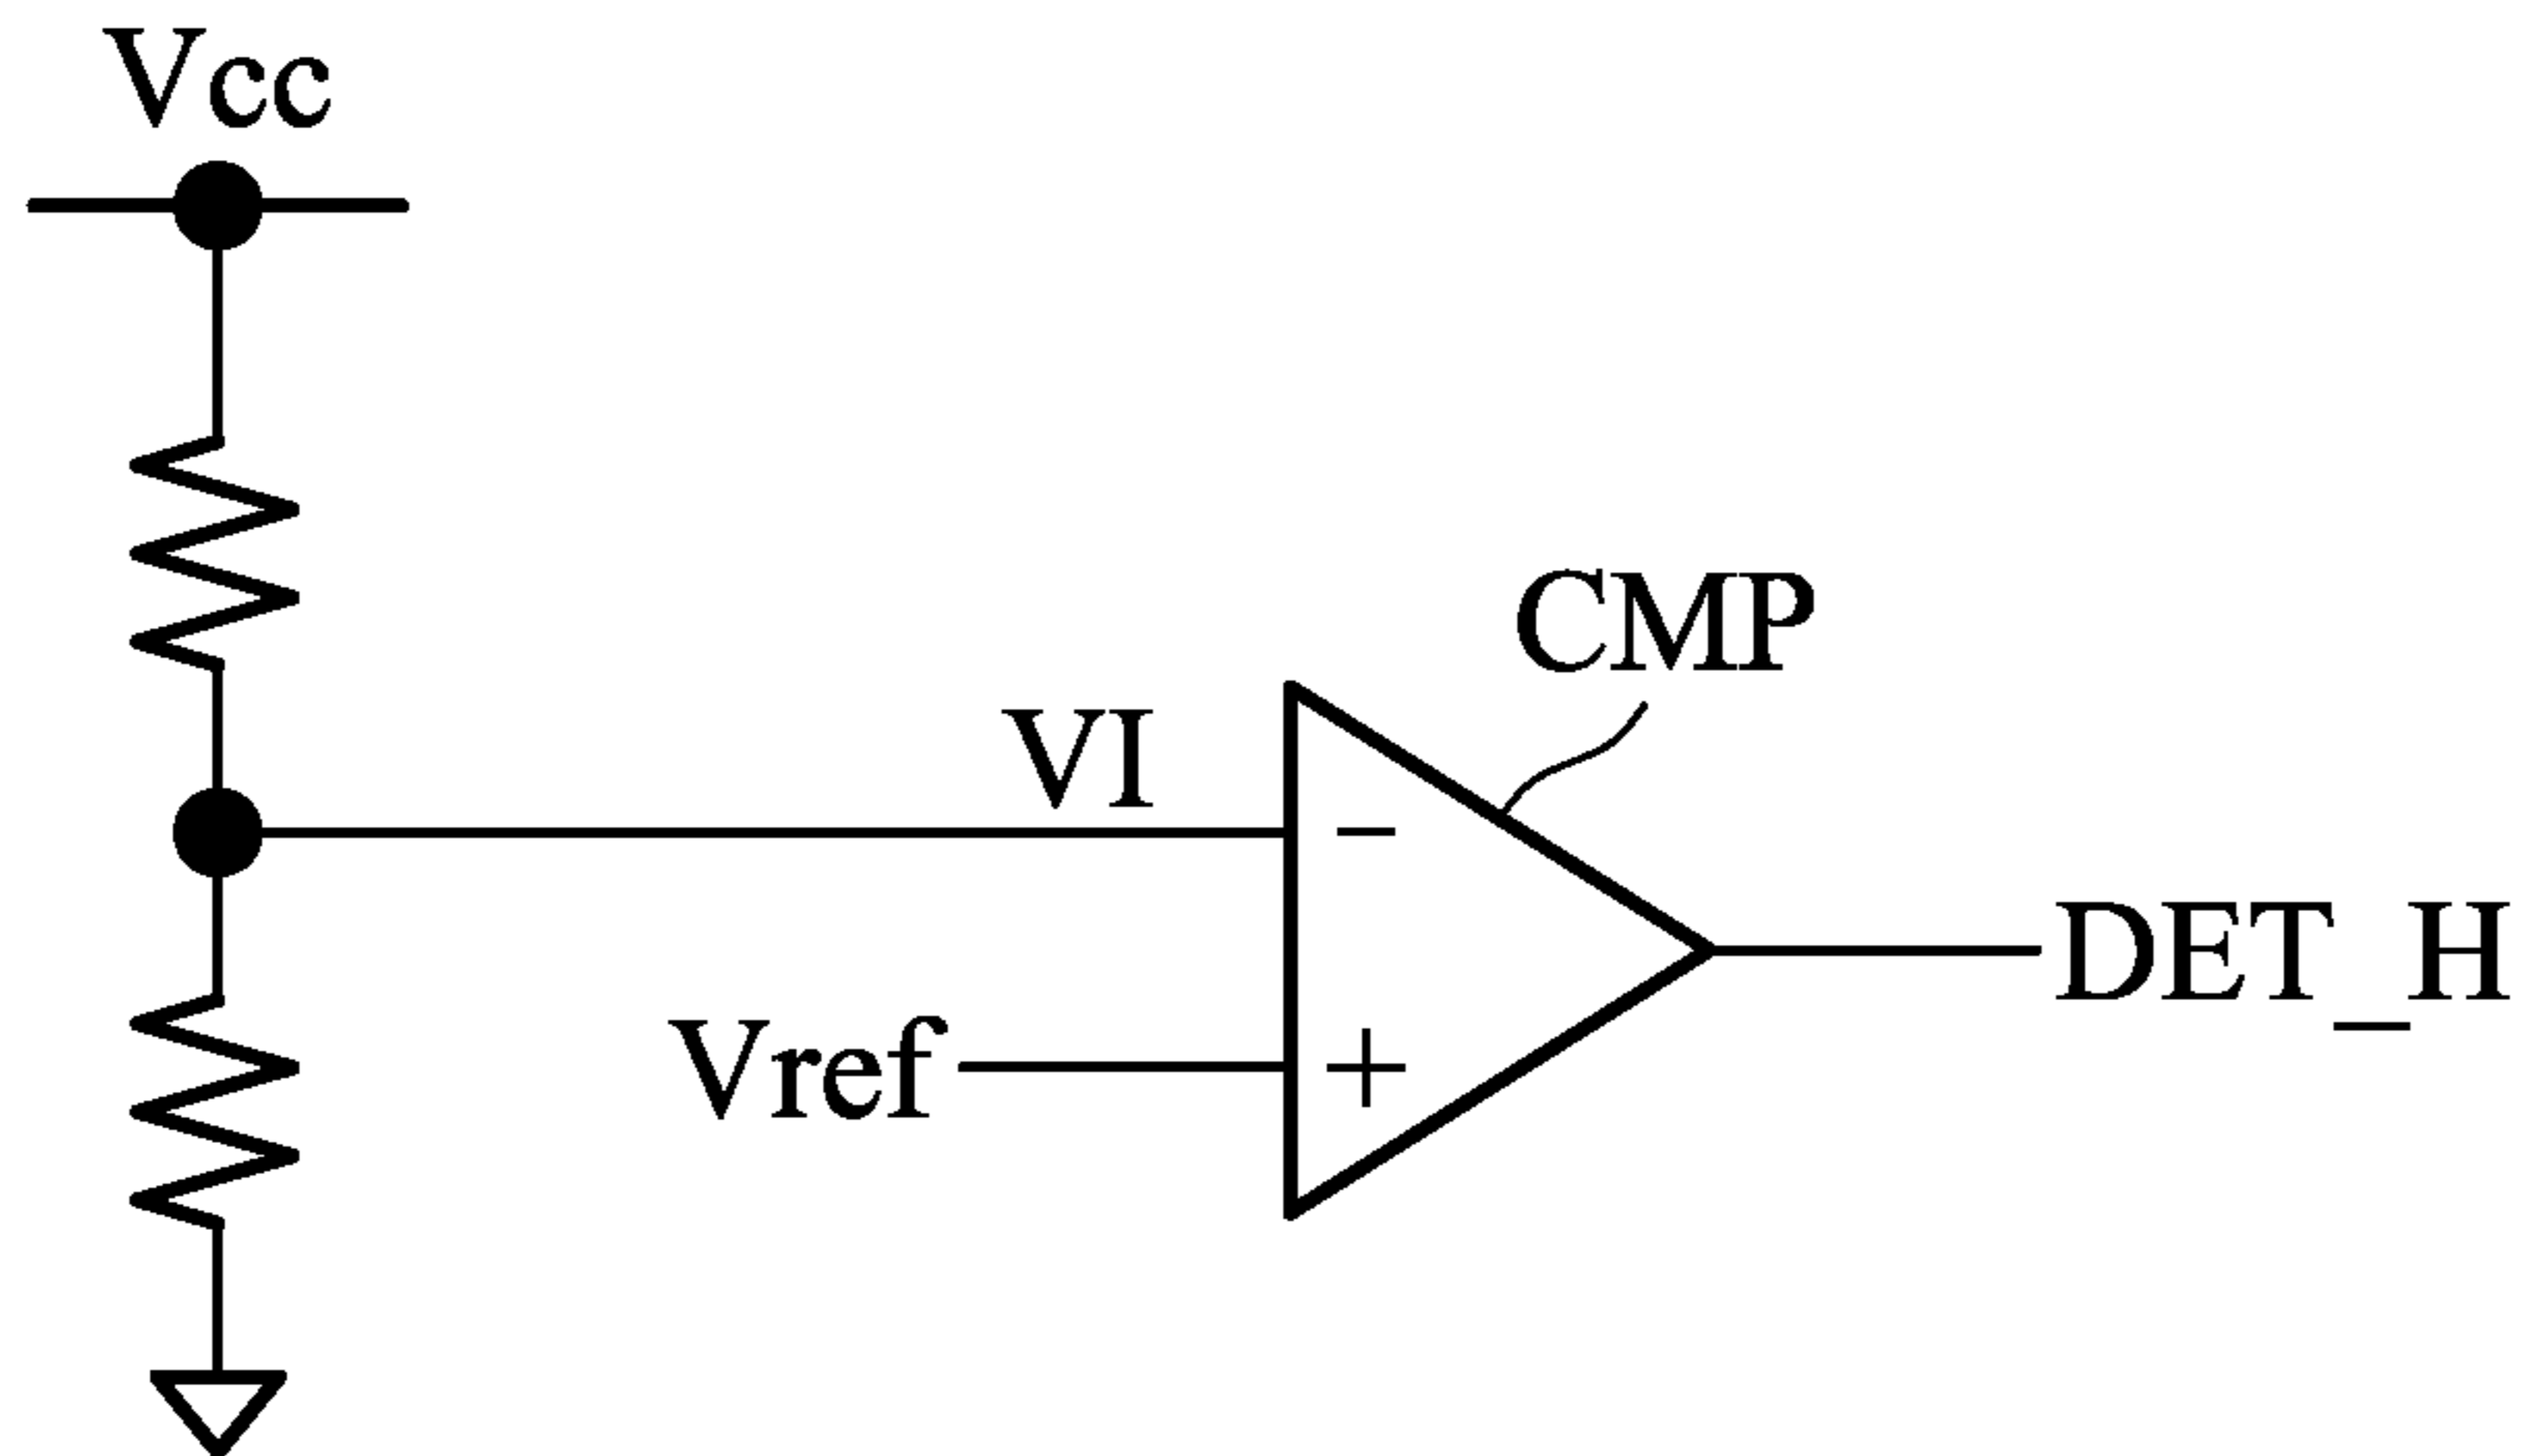 Vcc
CMP
VI
−
DET_H
Vref
+